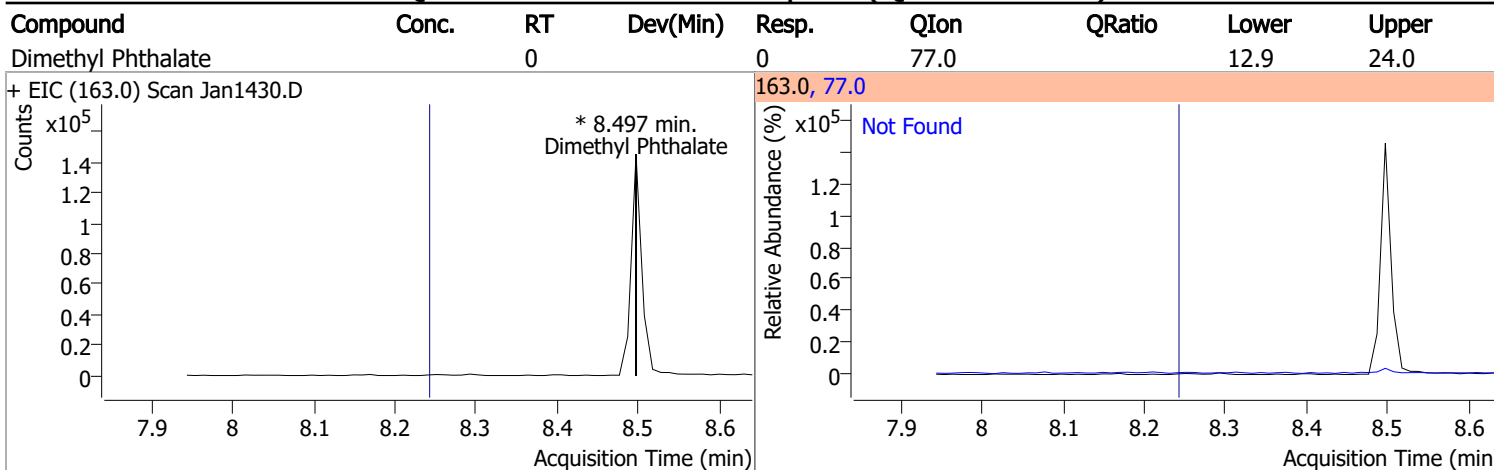 Compound Conc. RT Dev(Min) Resp. QIon QRatio Lower Upper
Dimethyl Phthalate 0 0 77.0 12.9 24.0
+ EIC (163.0) Scan Jan1430.D
Counts
x10⁵
* 8.497 min.
Dimethyl Phthalate
1.4
1.2
1
0.8
0.6
0.4
0.2
0
7.9 8 8.1 8.2 8.3 8.4 8.5 8.6
Acquisition Time (min)
163.0, 77.0
Relative Abundance (%)
x10⁵
Not Found
1.2
1
0.8
0.6
0.4
0.2
0
7.9 8 8.1 8.2 8.3 8.4 8.5 8.6
Acquisition Time (min